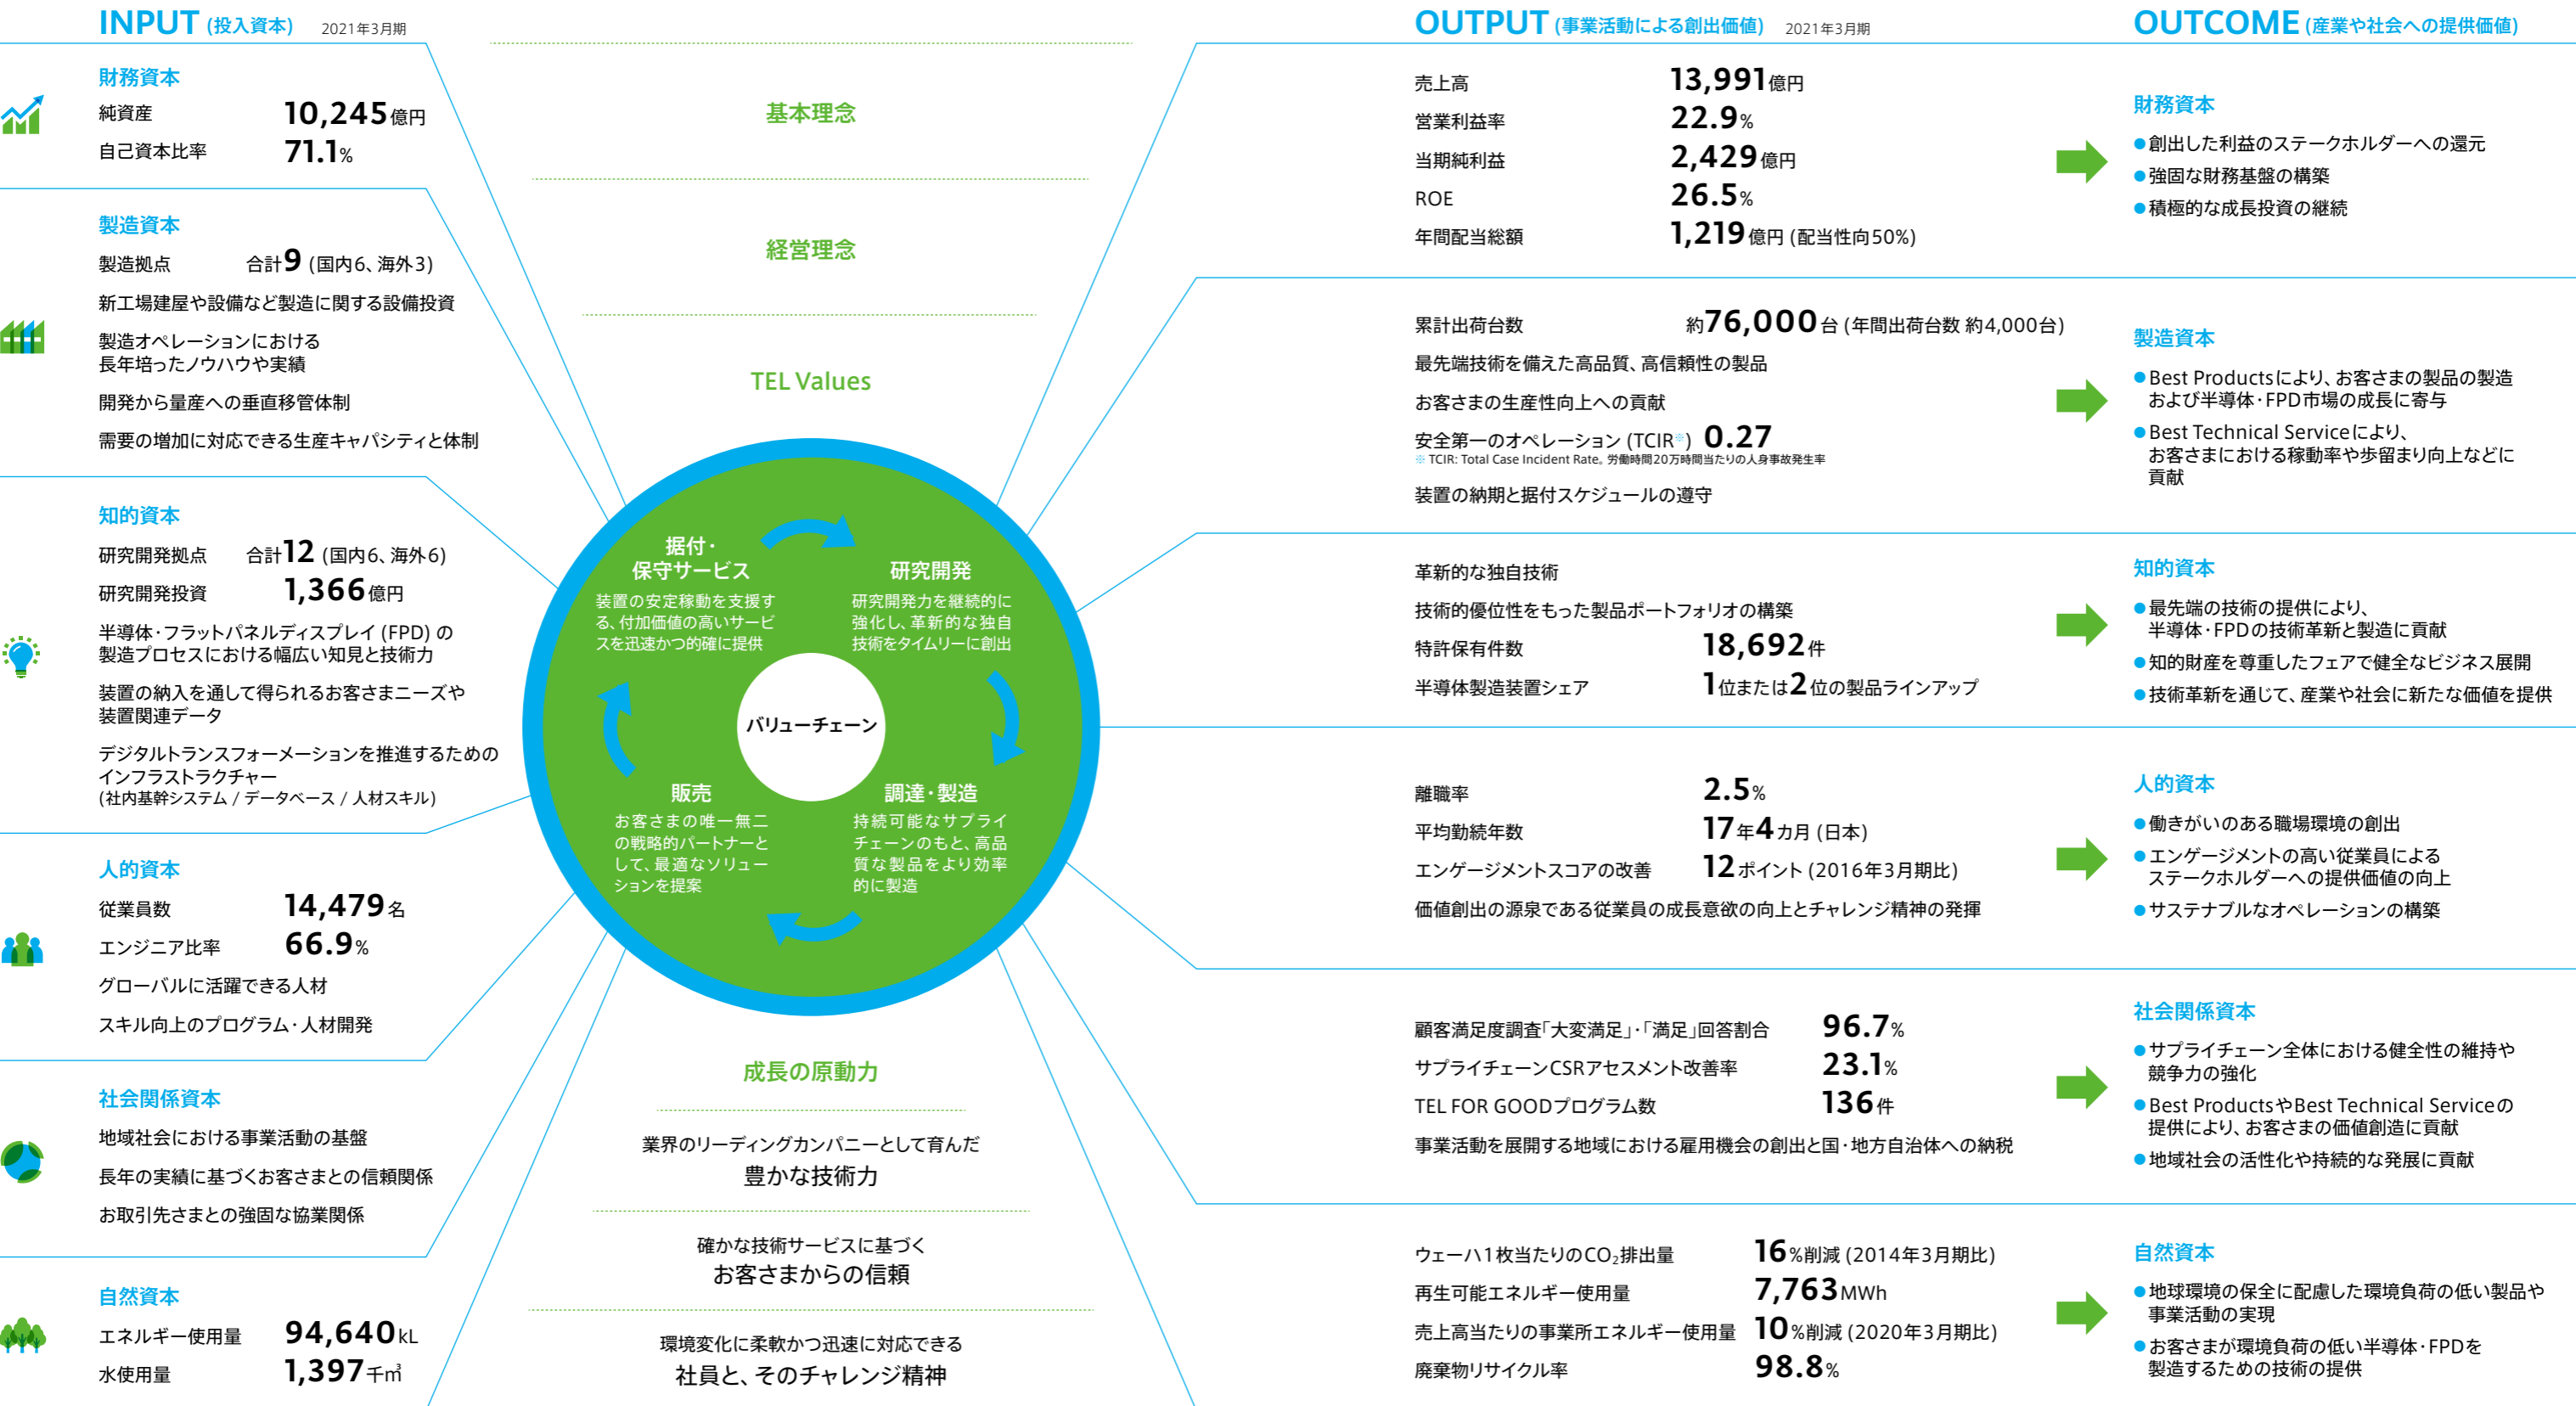 INPUT (投入資本) 2021年3月期
財務資本
純資産 10,245億円
自己資本比率 71.1%
製造資本
製造拠点 合計9 (国内6、海外3)
新工場建屋や設備など製造に関する設備投資
製造オペレーションにおける
長年培ったノウハウや実績
開発から量産への垂直移管体制
需要の増加に対応できる生産キャパシティと体制
知的資本
研究開発拠点 合計12 (国内6、海外6)
研究開発投資 1,366億円
半導体・フラットパネルディスプレイ (FPD) の
製造プロセスにおける幅広い知見と技術力
装置の納入を通して得られるお客さまニーズや
装置関連データ
デジタルトランスフォーメーションを推進するための
インフラストラクチャー
(社内基幹システム / データベース / 人材スキル)
人的資本
従業員数 14,479名
エンジニア比率 66.9%
グローバルに活躍できる人材
スキル向上のプログラム・人材開発
社会関係資本
地域社会における事業活動の基盤
長年の実績に基づくお客さまとの信頼関係
お取引先さまとの強固な協業関係
自然資本
エネルギー使用量 94,640kL
水使用量 1,397千㎥
基本理念
経営理念
TEL Values
据付・
保守サービス
装置の安定稼動を支援す
る、付加価値の高いサービ
スを迅速かつ的確に提供
研究開発
研究開発力を継続的に
強化し、革新的な独自
技術をタイムリーに創出
バリューチェーン
販売
お客さまの唯一無二
の戦略的パートナーと
して、最適なソリュー
ションを提案
調達・製造
持続可能なサプライ
チェーンのもと、高品
質な製品をより効率
的に製造
成長の原動力
業界のリーディングカンパニーとして育んだ
豊かな技術力
確かな技術サービスに基づく
お客さまからの信頼
環境変化に柔軟かつ迅速に対応できる
社員と、そのチャレンジ精神
OUTPUT (事業活動による創出価値) 2021年3月期
売上高 13,991億円
営業利益率 22.9%
当期純利益 2,429億円
ROE 26.5%
年間配当総額 1,219億円 (配当性向50%)
累計出荷台数 約76,000台 (年間出荷台数 約4,000台)
最先端技術を備えた高品質、高信頼性の製品
お客さまの生産性向上への貢献
安全第一のオペレーション (TCIR※) 0.27
※ TCIR: Total Case Incident Rate。労働時間20万時間当たりの人身事故発生率
装置の納期と据付スケジュールの遵守
革新的な独自技術
技術的優位性をもった製品ポートフォリオの構築
特許保有件数 18,692件
半導体製造装置シェア 1位または2位の製品ラインアップ
離職率 2.5%
平均勤続年数 17年4カ月 (日本)
エンゲージメントスコアの改善 12ポイント (2016年3月期比)
価値創出の源泉である従業員の成長意欲の向上とチャレンジ精神の発揮
顧客満足度調査「大変満足」・「満足」回答割合 96.7%
サプライチェーンCSRアセスメント改善率 23.1%
TEL FOR GOODプログラム数 136件
事業活動を展開する地域における雇用機会の創出と国・地方自治体への納税
ウェーハ1枚当たりのCO₂排出量 16%削減 (2014年3月期比)
再生可能エネルギー使用量 7,763MWh
売上高当たりの事業所エネルギー使用量 10%削減 (2020年3月期比)
廃棄物リサイクル率 98.8%
OUTCOME (産業や社会への提供価値)
財務資本
●創出した利益のステークホルダーへの還元
●強固な財務基盤の構築
●積極的な成長投資の継続
製造資本
●Best Productsにより、お客さまの製品の製造
および半導体・FPD市場の成長に寄与
●Best Technical Serviceにより、
お客さまにおける稼動率や歩留まり向上などに
貢献
知的資本
●最先端の技術の提供により、
半導体・FPDの技術革新と製造に貢献
●知的財産を尊重したフェアで健全なビジネス展開
●技術革新を通じて、産業や社会に新たな価値を提供
人的資本
●働きがいのある職場環境の創出
●エンゲージメントの高い従業員による
ステークホルダーへの提供価値の向上
●サステナブルなオペレーションの構築
社会関係資本
●サプライチェーン全体における健全性の維持や
競争力の強化
●Best ProductsやBest Technical Serviceの
提供により、お客さまの価値創造に貢献
●地域社会の活性化や持続的な発展に貢献
自然資本
●地球環境の保全に配慮した環境負荷の低い製品や
事業活動の実現
●お客さまが環境負荷の低い半導体・FPDを
製造するための技術の提供